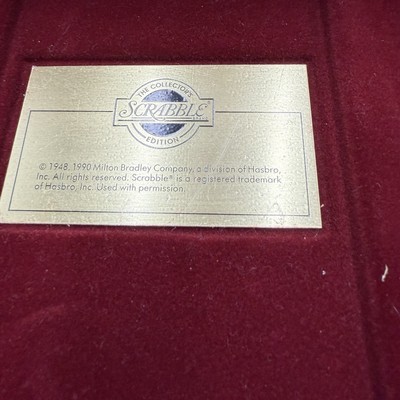 THE COLLECTOR'S
SCRABBLE
EDITION
© 1948, 1990 Milton Bradley Company, a division of Hasbro,
Inc. All rights reserved. Scrabble® is a registered trademark
of Hasbro, Inc. Used with permission.